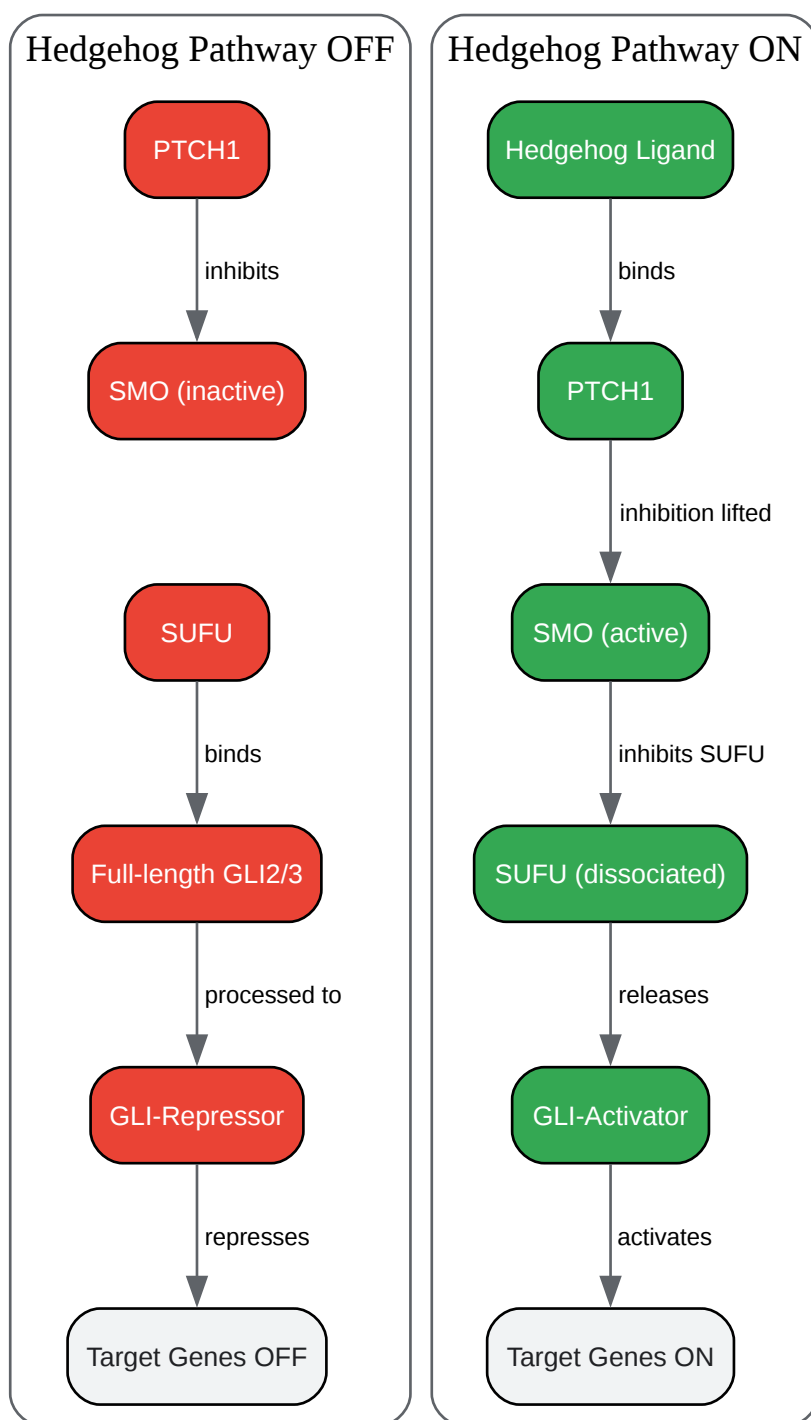 Hedgehog Pathway OFF
PTCH1
inhibits
SMO (inactive)
SUFU
binds
Full-length GLI2/3
processed to
GLI-Repressor
represses
Target Genes OFF
Hedgehog Pathway ON
Hedgehog Ligand
binds
PTCH1
inhibition lifted
SMO (active)
inhibits SUFU
SUFU (dissociated)
releases
GLI-Activator
activates
Target Genes ON